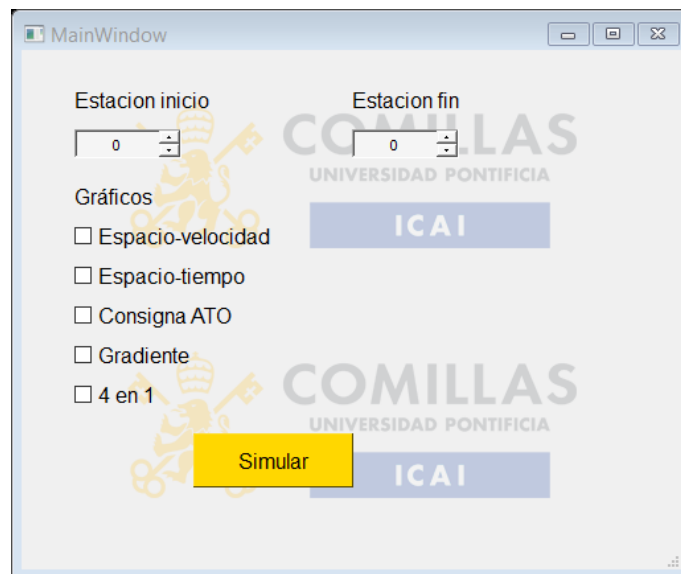 MainWindow
Estacion inicio Estacion fin
0 0
COMILLAS
UNIVERSIDAD PONTIFICIA
ICAI
Gráficos
Espacio-velocidad
Espacio-tiempo
Consigna ATO
Gradiente
4 en 1
COMILLAS
UNIVERSIDAD PONTIFICIA
Simular
ICAI